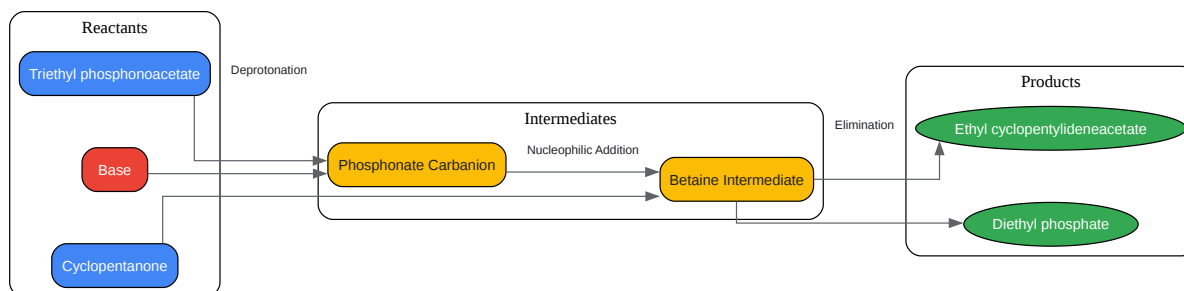 Reactants
Triethyl phosphonoacetate
Base
Cyclopentanone
Deprotonation
Intermediates
Phosphonate Carbanion
Nucleophilic Addition
Betaine Intermediate
Elimination
Products
Ethyl cyclopentylideneacetate
Diethyl phosphate